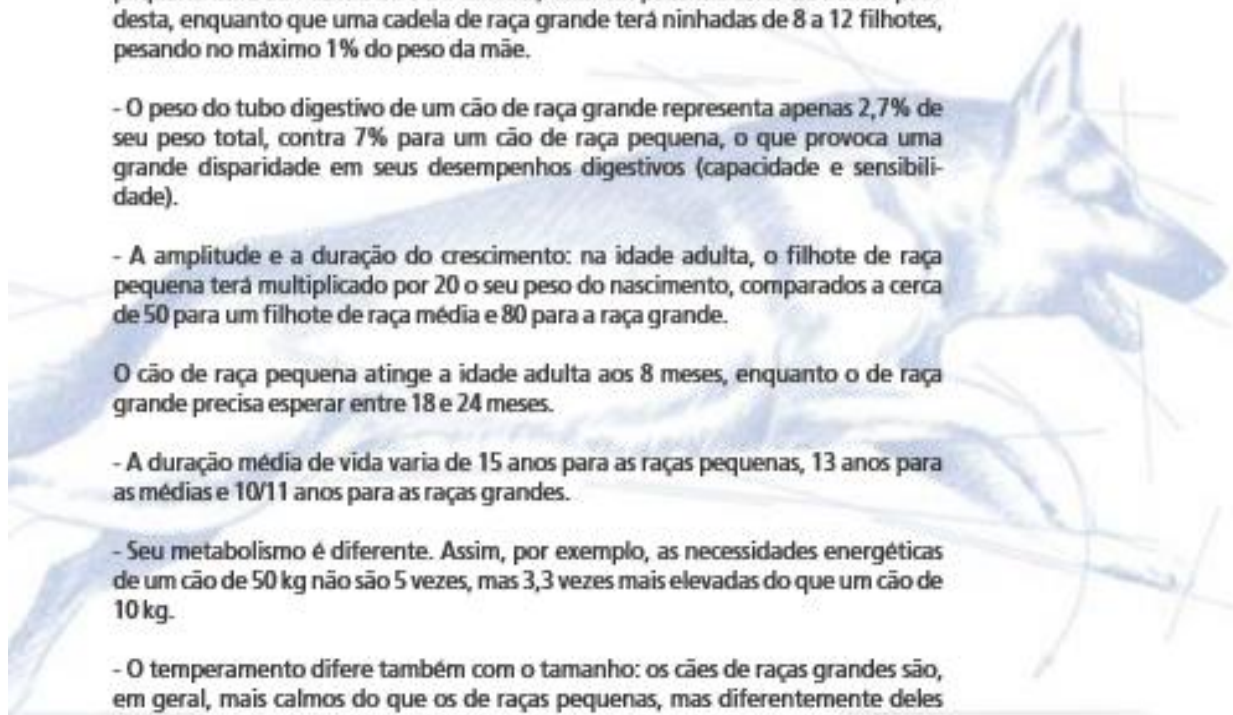 desta, enquanto que uma cadela de raça grande terá ninhadas de 8 a 12 filhotes,
pesando no máximo 1% do peso da mãe.
- O peso do tubo digestivo de um cão de raça grande representa apenas 2,7% de
seu peso total, contra 7% para um cão de raça pequena, o que provoca uma
grande disparidade em seus desempenhos digestivos (capacidade e sensibili-
dade).
- A amplitude e a duração do crescimento: na idade adulta, o filhote de raça
pequena terá multiplicado por 20 o seu peso do nascimento, comparados a cerca
de 50 para um filhote de raça média e 80 para a raça grande.
O cão de raça pequena atinge a idade adulta aos 8 meses, enquanto o de raça
grande precisa esperar entre 18 e 24 meses.
- A duração média de vida varia de 15 anos para as raças pequenas, 13 anos para
as médias e 10/11 anos para as raças grandes.
- Seu metabolismo é diferente. Assim, por exemplo, as necessidades energéticas
de um cão de 50 kg não são 5 vezes, mas 3,3 vezes mais elevadas do que um cão de
10 kg.
- O temperamento difere também com o tamanho: os cães de raças grandes são,
em geral, mais calmos do que os de raças pequenas, mas diferentemente deles